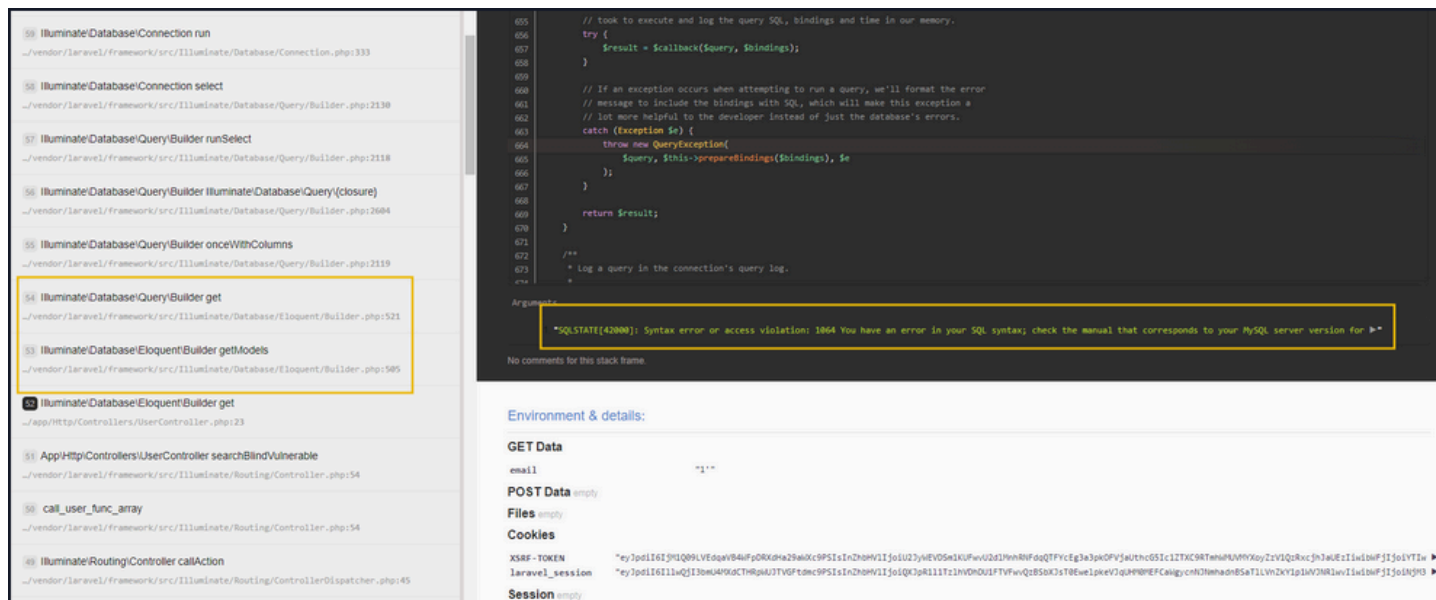 59 Illuminate\Database\Connection run
…/vendor/laravel/framework/src/Illuminate/Database/Connection.php:333
58 Illuminate\Database\Connection select
…/vendor/laravel/framework/src/Illuminate/Database/Query/Builder.php:2130
57 Illuminate\Database\Query\Builder runSelect
…/vendor/laravel/framework/src/Illuminate/Database/Query/Builder.php:2118
56 Illuminate\Database\Query\Builder Illuminate\Database\Query\{closure}
…/vendor/laravel/framework/src/Illuminate/Database/Query/Builder.php:2604
55 Illuminate\Database\Query\Builder onceWithColumns
…/vendor/laravel/framework/src/Illuminate/Database/Query/Builder.php:2119
54 Illuminate\Database\Query\Builder get
…/vendor/laravel/framework/src/Illuminate/Database/Eloquent/Builder.php:521
53 Illuminate\Database\Eloquent\Builder getModels
…/vendor/laravel/framework/src/Illuminate/Database/Eloquent/Builder.php:505
52 Illuminate\Database\Eloquent\Builder get
…/app/Http/Controllers/UserController.php:23
51 App\Http\Controllers\UserController searchBlindVulnerable
…/vendor/laravel/framework/src/Illuminate/Routing/Controller.php:54
50 call_user_func_array
…/vendor/laravel/framework/src/Illuminate/Routing/Controller.php:54
49 Illuminate\Routing\Controller callAction
…/vendor/laravel/framework/src/Illuminate/Routing/ControllerDispatcher.php:45
655 // took to execute and log the query SQL, bindings and time in our memory.
656 try {
657 $result = $callback($query, $bindings);
658 }
659
660 // If an exception occurs when attempting to run a query, we'll format the error
661 // message to include the bindings with SQL, which will make this exception a
662 // lot more helpful to the developer instead of just the database's errors.
663 catch (Exception $e) {
664 throw new QueryException(
665 $query, $this->prepareBindings($bindings), $e
666 );
667 }
668
669 return $result;
670 }
671
672 /**
673 * Log a query in the connection's query log.
674 *
Arguments
"SQLSTATE[42000]: Syntax error or access violation: 1064 You have an error in your SQL syntax; check the manual that corresponds to your MySQL server version for ▶"
No comments for this stack frame.
Environment & details:
GET Data
email "1'"
POST Data empty
Files empty
Cookies
XSRF-TOKEN
laravel_session
Session empty